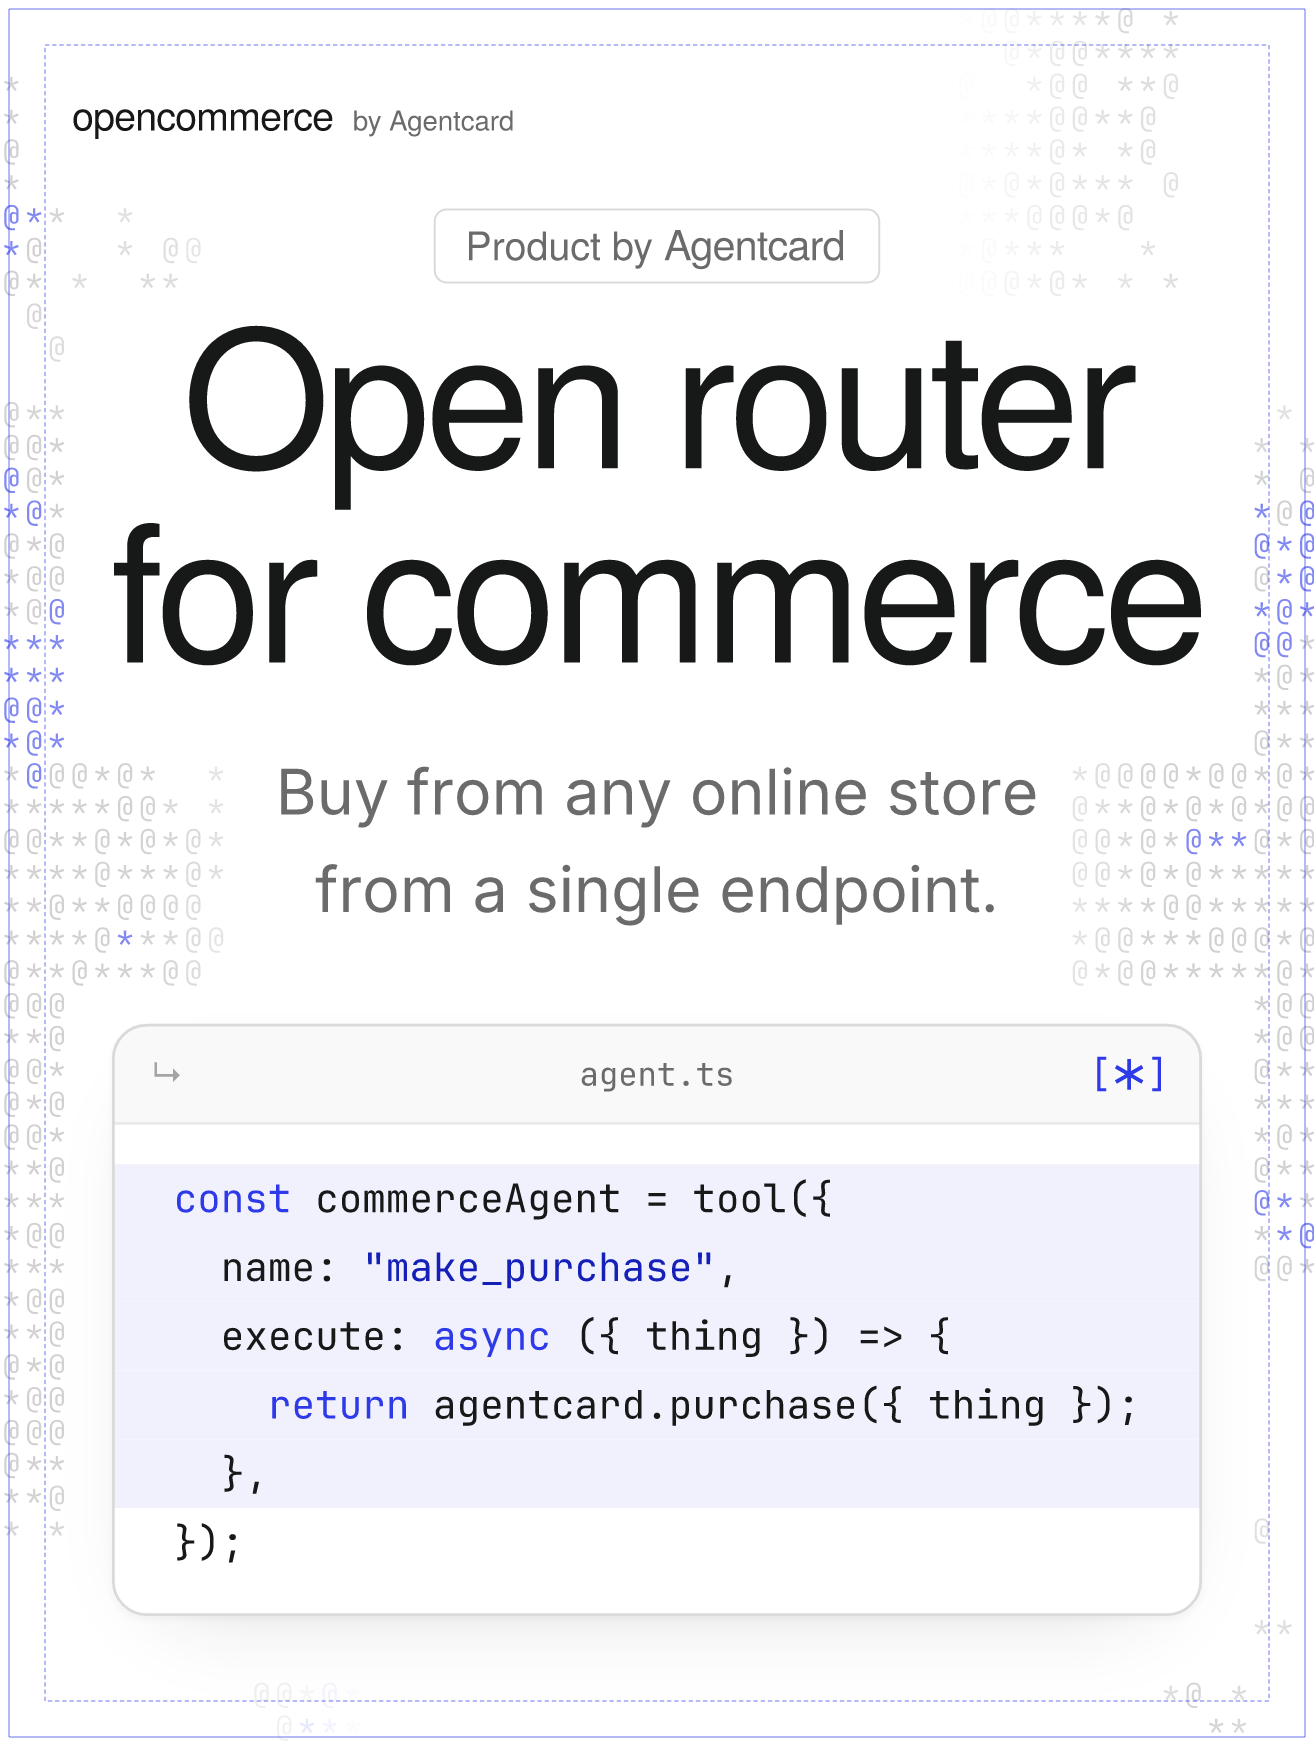 opencommerce by Agentcard
Product by Agentcard
Open router
for commerce
Buy from any online store
from a single endpoint.
agent.ts
[*]
const commerceAgent = tool({
  name: "make_purchase",
  execute: async ({ thing }) => {
    return agentcard.purchase({ thing });
  },
});